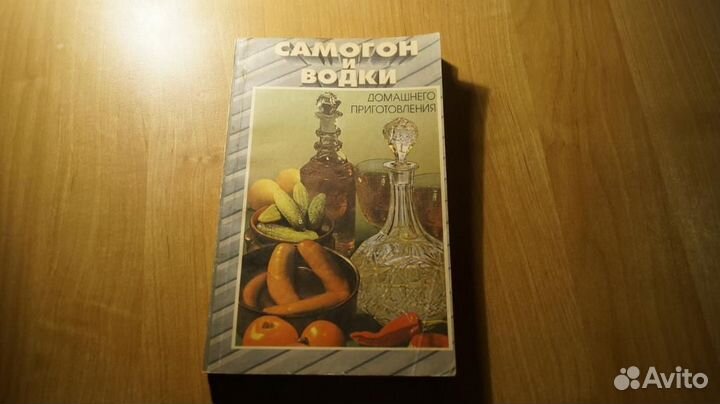 САМОГОН
И
ВОДКИ
ДОМАШНЕГО
ПРИГОТОВЛЕНИЯ
Avito